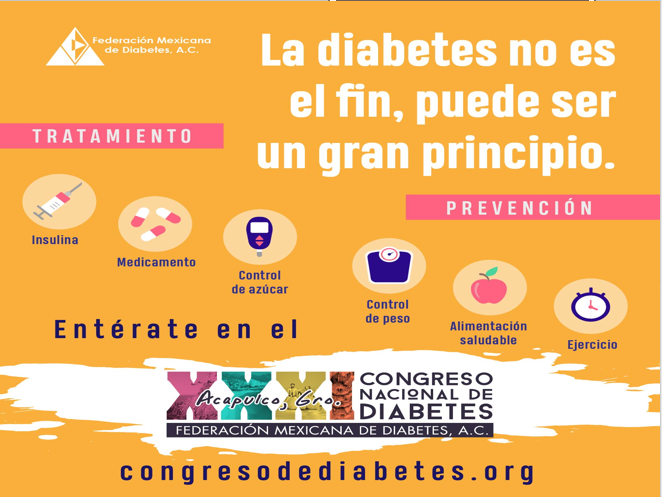 Federación Mexicana
de Diabetes, A.C.
La diabetes no es
el fin, puede ser
un gran principio.
TRATAMIENTO
PREVENCIÓN
Insulina
Medicamento
Control
de azúcar
Control
de peso
Alimentación
saludable
Ejercicio
Entérate en el
XXXI
Acapulco, Gro.
CONGRESO
NACIONAL DE
DIABETES
FEDERACIÓN MEXICANA DE DIABETES, A.C.
congresodediabetes.org